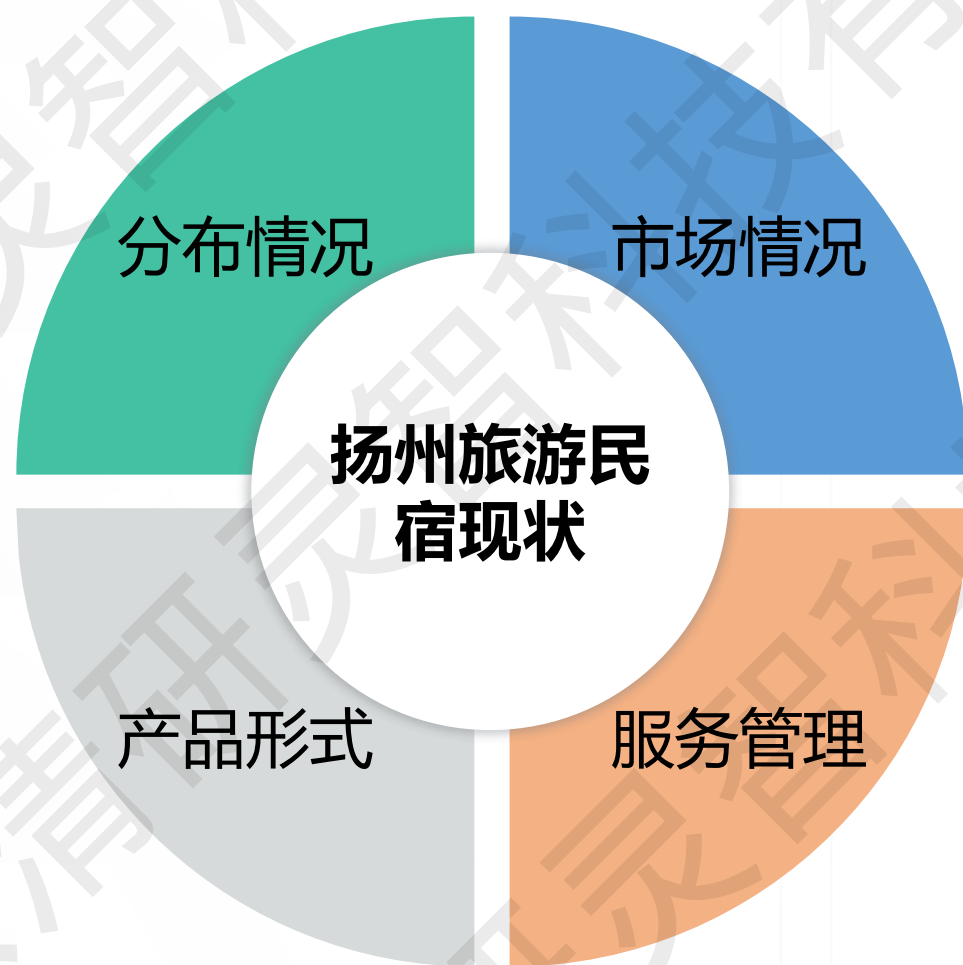 分布情况
市场情况
扬州旅游民
宿现状
产品形式
服务管理